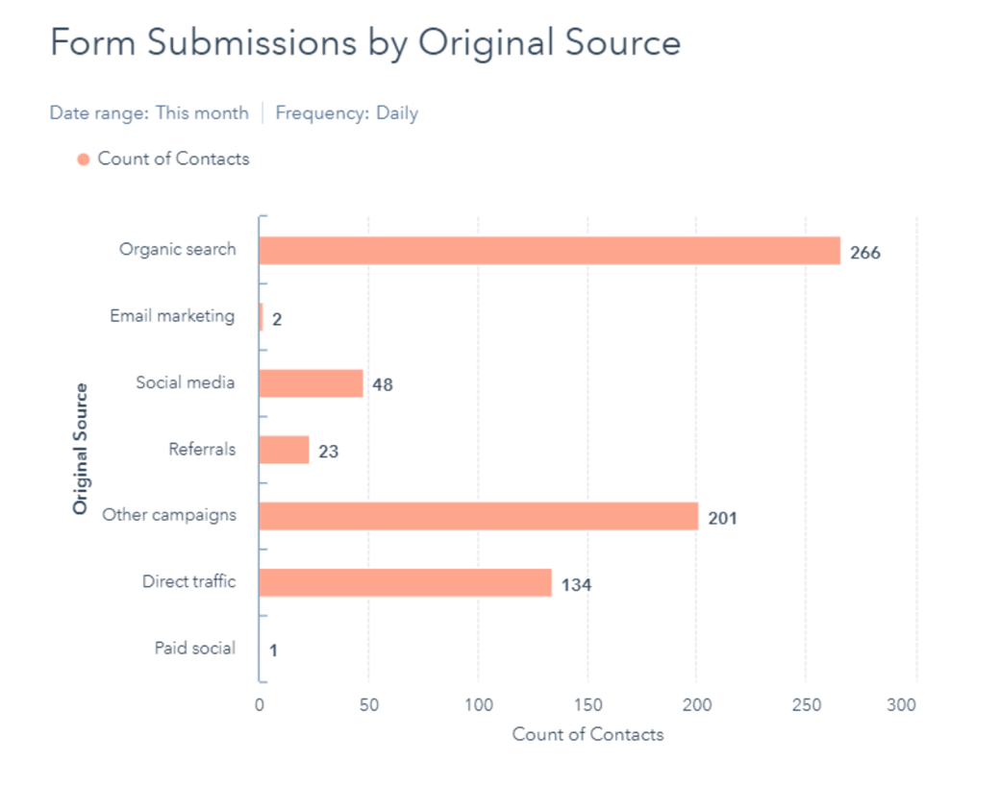 Form Submissions by Original Source
Date range: This month | Frequency: Daily
Count of Contacts
Original Source
Organic search 266
Email marketing 2
Social media 48
Referrals 23
Other campaigns 201
Direct traffic 134
Paid social 1
0 50 100 150 200 250 300
Count of Contacts